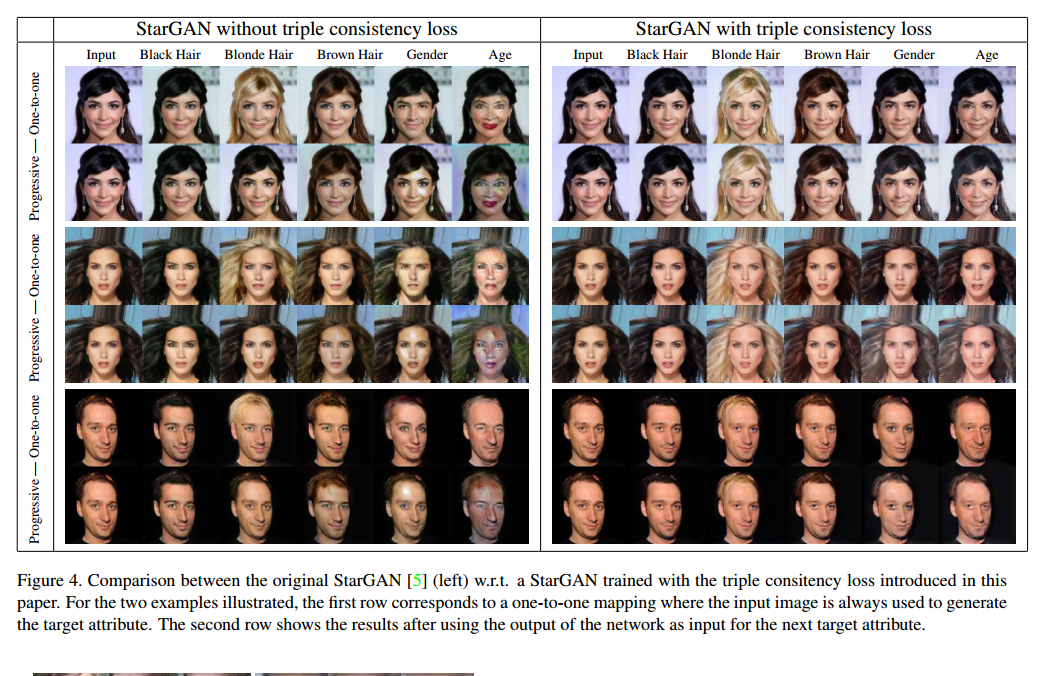 StarGAN without triple consistency loss
StarGAN with triple consistency loss
Input Black Hair Blonde Hair Brown Hair Gender Age
Input Black Hair Blonde Hair Brown Hair Gender Age
Progressive — One-to-one
Progressive — One-to-one
Progressive — One-to-one
Figure 4. Comparison between the original StarGAN [5] (left) w.r.t. a StarGAN trained with the triple consitency loss introduced in this
paper. For the two examples illustrated, the first row corresponds to a one-to-one mapping where the input image is always used to generate
the target attribute. The second row shows the results after using the output of the network as input for the next target attribute.